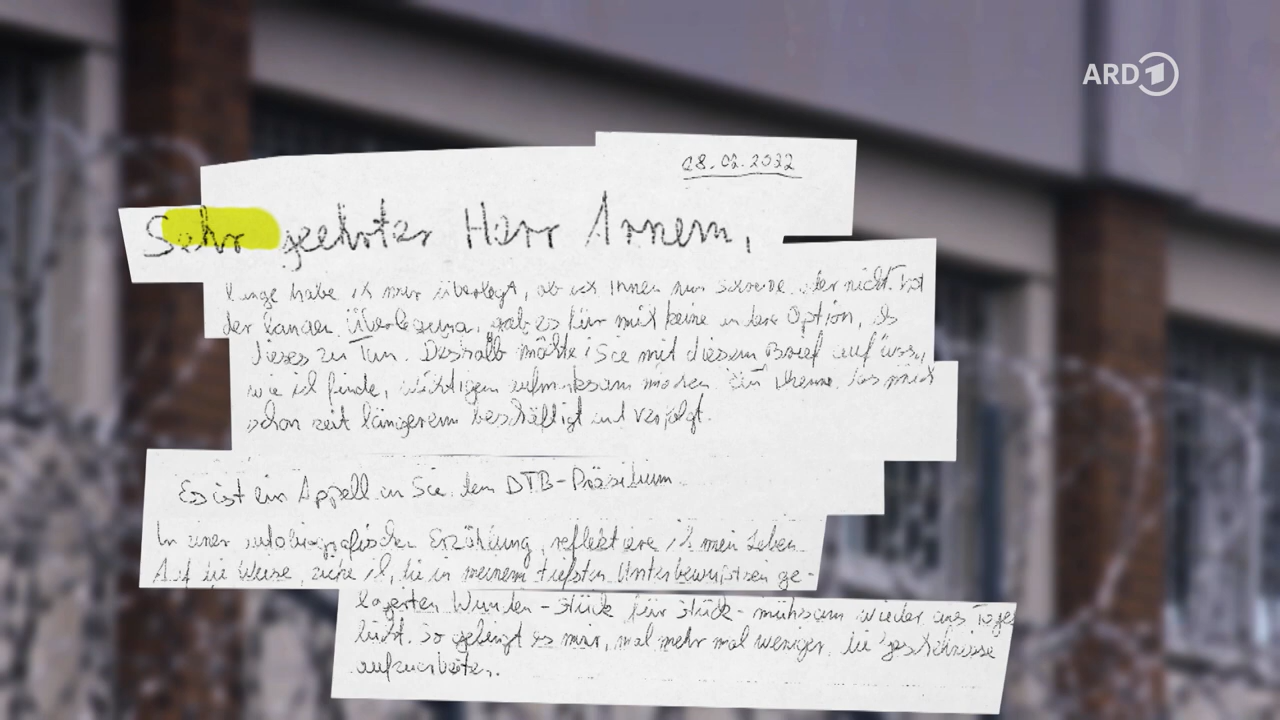 ARD 1
08.02.2022
Sehr geehrter Herr Arnem,
lange habe ich mir überlegt, ob ich Ihnen nun schreibe oder nicht.
der langen Überlegung, gab es für mich keine andere Option, als
dieses zu Tun. Deshalb möchte ich Sie mit diesem Brief auf
wie ich finde, wichtigen aufmerksam machen. Ein Thema, das mich
schon seit längerem beschäftigt und verfolgt.
Es ist ein Appell an Sie, dem DTB-Präsidium.
In einer autobiografischen Erzählung, reflektiere ich mein Leben.
Auf die Weise, ziehe ich, die in meinem tiefsten Unterbewußtsein ge-
lagerten Wunden - Stück für Stück - mühsam wieder ans Tages
licht. So gelingt es mir, mal mehr mal weniger, die Geschehnisse
aufzuarbeiten.